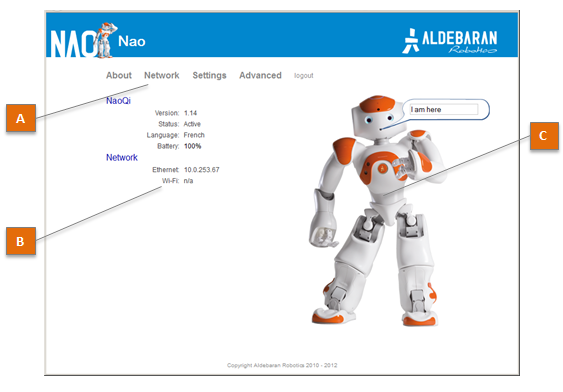 NAO Nao
ALDEBARAN
Robotics
About Network Settings Advanced logout
NaoQi
Version: 1.14
Status: Active
Language: French
Battery: 100%
Network
Ethernet: 10.0.253.67
Wi-Fi: n/a
I am here
A
B
C
Copyright Aldebaran Robotics 2010 - 2012